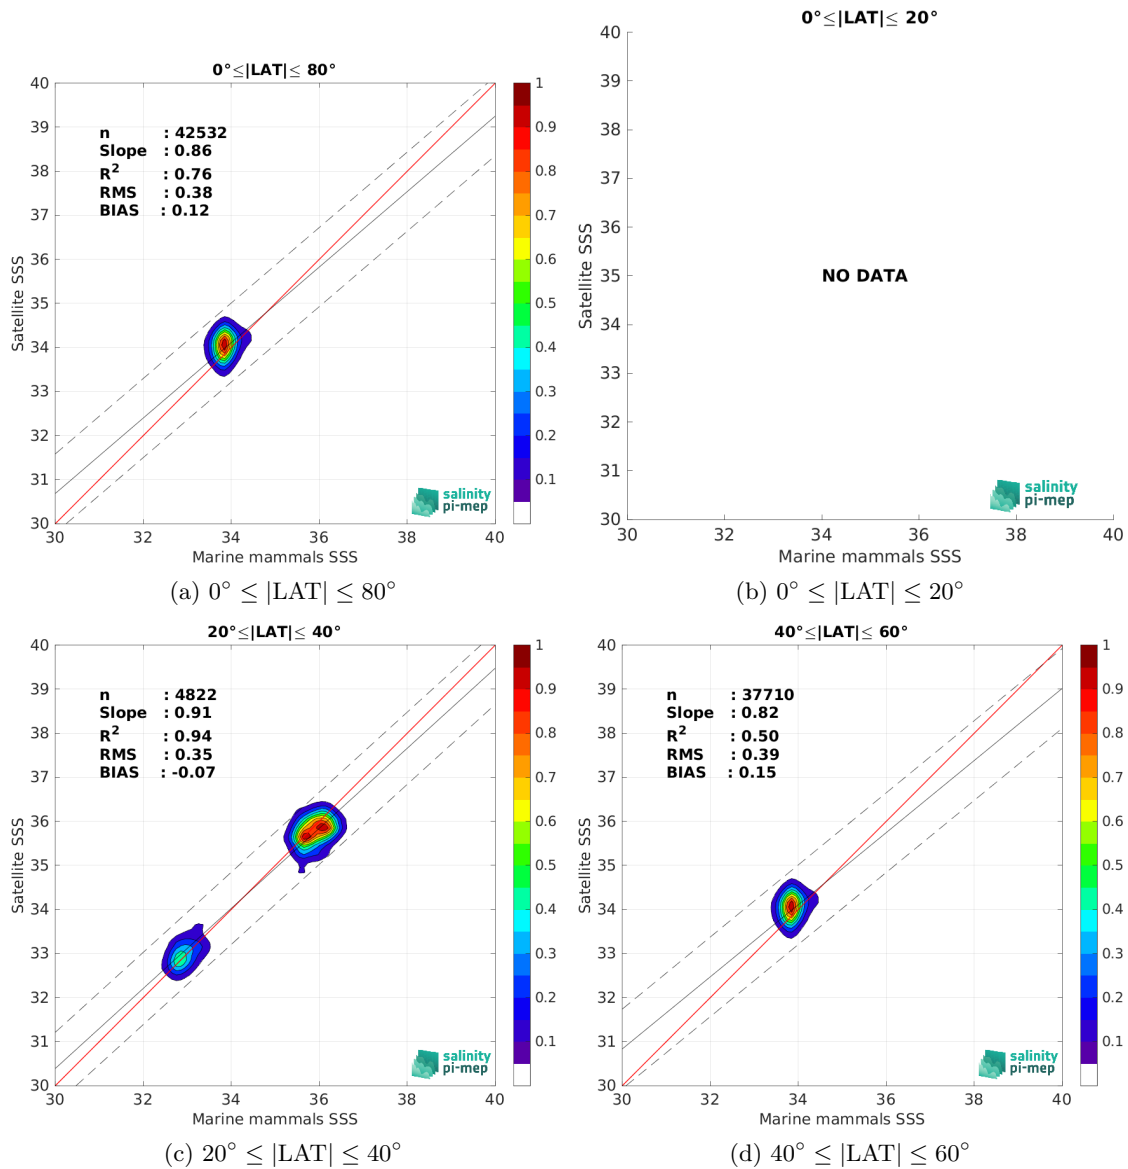 0°≤|LAT|≤ 80°
40
39
38
37
36
35
34
33
32
31
30
Satellite SSS
n : 42532
Slope : 0.86
R² : 0.76
RMS : 0.38
BIAS : 0.12
1
0.9
0.8
0.7
0.6
0.5
0.4
0.3
0.2
0.1
salinity
pi-mep
30 32 34 36 38 40
Marine mammals SSS
(a) 0° ≤ |LAT| ≤ 80°
0°≤|LAT|≤ 20°
40
39
38
37
36
35
34
33
32
31
30
Satellite SSS
NO DATA
salinity
pi-mep
30 32 34 36 38 40
Marine mammals SSS
(b) 0° ≤ |LAT| ≤ 20°
20°≤|LAT|≤ 40°
40
39
38
37
36
35
34
33
32
31
30
Satellite SSS
n : 4822
Slope : 0.91
R² : 0.94
RMS : 0.35
BIAS : -0.07
1
0.9
0.8
0.7
0.6
0.5
0.4
0.3
0.2
0.1
salinity
pi-mep
30 32 34 36 38 40
Marine mammals SSS
(c) 20° ≤ |LAT| ≤ 40°
40°≤|LAT|≤ 60°
40
39
38
37
36
35
34
33
32
31
30
Satellite SSS
n : 37710
Slope : 0.82
R² : 0.50
RMS : 0.39
BIAS : 0.15
1
0.9
0.8
0.7
0.6
0.5
0.4
0.3
0.2
0.1
salinity
pi-mep
30 32 34 36 38 40
Marine mammals SSS
(d) 40° ≤ |LAT| ≤ 60°